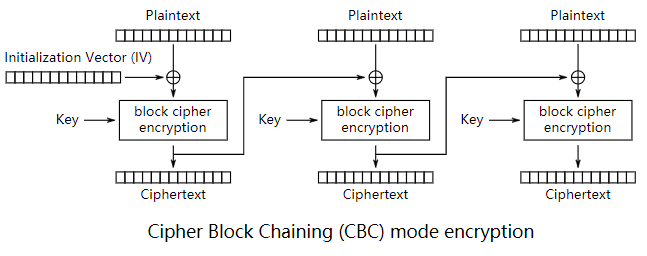 Plaintext
Plaintext
Plaintext
Initialization Vector (IV)
Key
block cipher
encryption
Key
block cipher
encryption
Key
block cipher
encryption
Ciphertext
Ciphertext
Ciphertext
Cipher Block Chaining (CBC) mode encryption